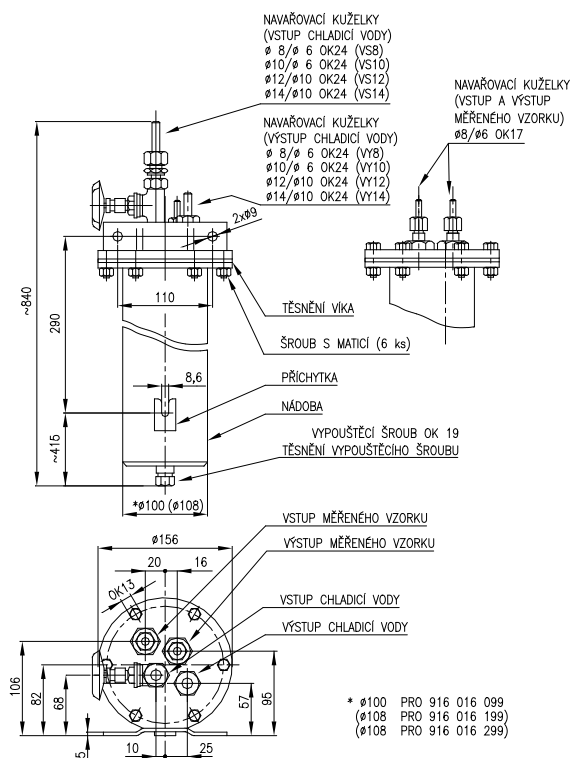 NAVAŘOVACÍ KUŽELKY
(VSTUP CHLADICÍ VODY)
ø 8/ø 6 OK24 (VS8)
ø10/ø 6 OK24 (VS10)
ø12/ø10 OK24 (VS12)
ø14/ø10 OK24 (VS14)
NAVAŘOVACÍ KUŽELKY
(VÝSTUP CHLADICÍ VODY)
ø 8/ø 6 OK24 (VY8)
ø10/ø 6 OK24 (VY10)
ø12/ø10 OK24 (VY12)
ø14/ø10 OK24 (VY14)
NAVAŘOVACÍ KUŽELKY
(VSTUP A VÝSTUP
MĚŘENÉHO VZORKU)
ø8/ø6 OK17
2xø9
~840
290
110
TĚSNĚNÍ VÍKA
ŠROUB S MATICÍ (6 ks)
8,6
PŘÍCHYTKA
NÁDOBA
~415
VYPOUŠTĚCÍ ŠROUB OK 19
TĚSNĚNÍ VYPOUŠTĚCÍHO ŠROUBU
*ø100 (ø108)
VSTUP MĚŘENÉHO VZORKU
ø156
VÝSTUP MĚŘENÉHO VZORKU
20
16
OK13
VSTUP CHLADICÍ VODY
VÝSTUP CHLADICÍ VODY
106
82
68
57
95
5
10
25
* ø100 PRO 916 016 099
(ø108 PRO 916 016 199)
(ø108 PRO 916 016 299)